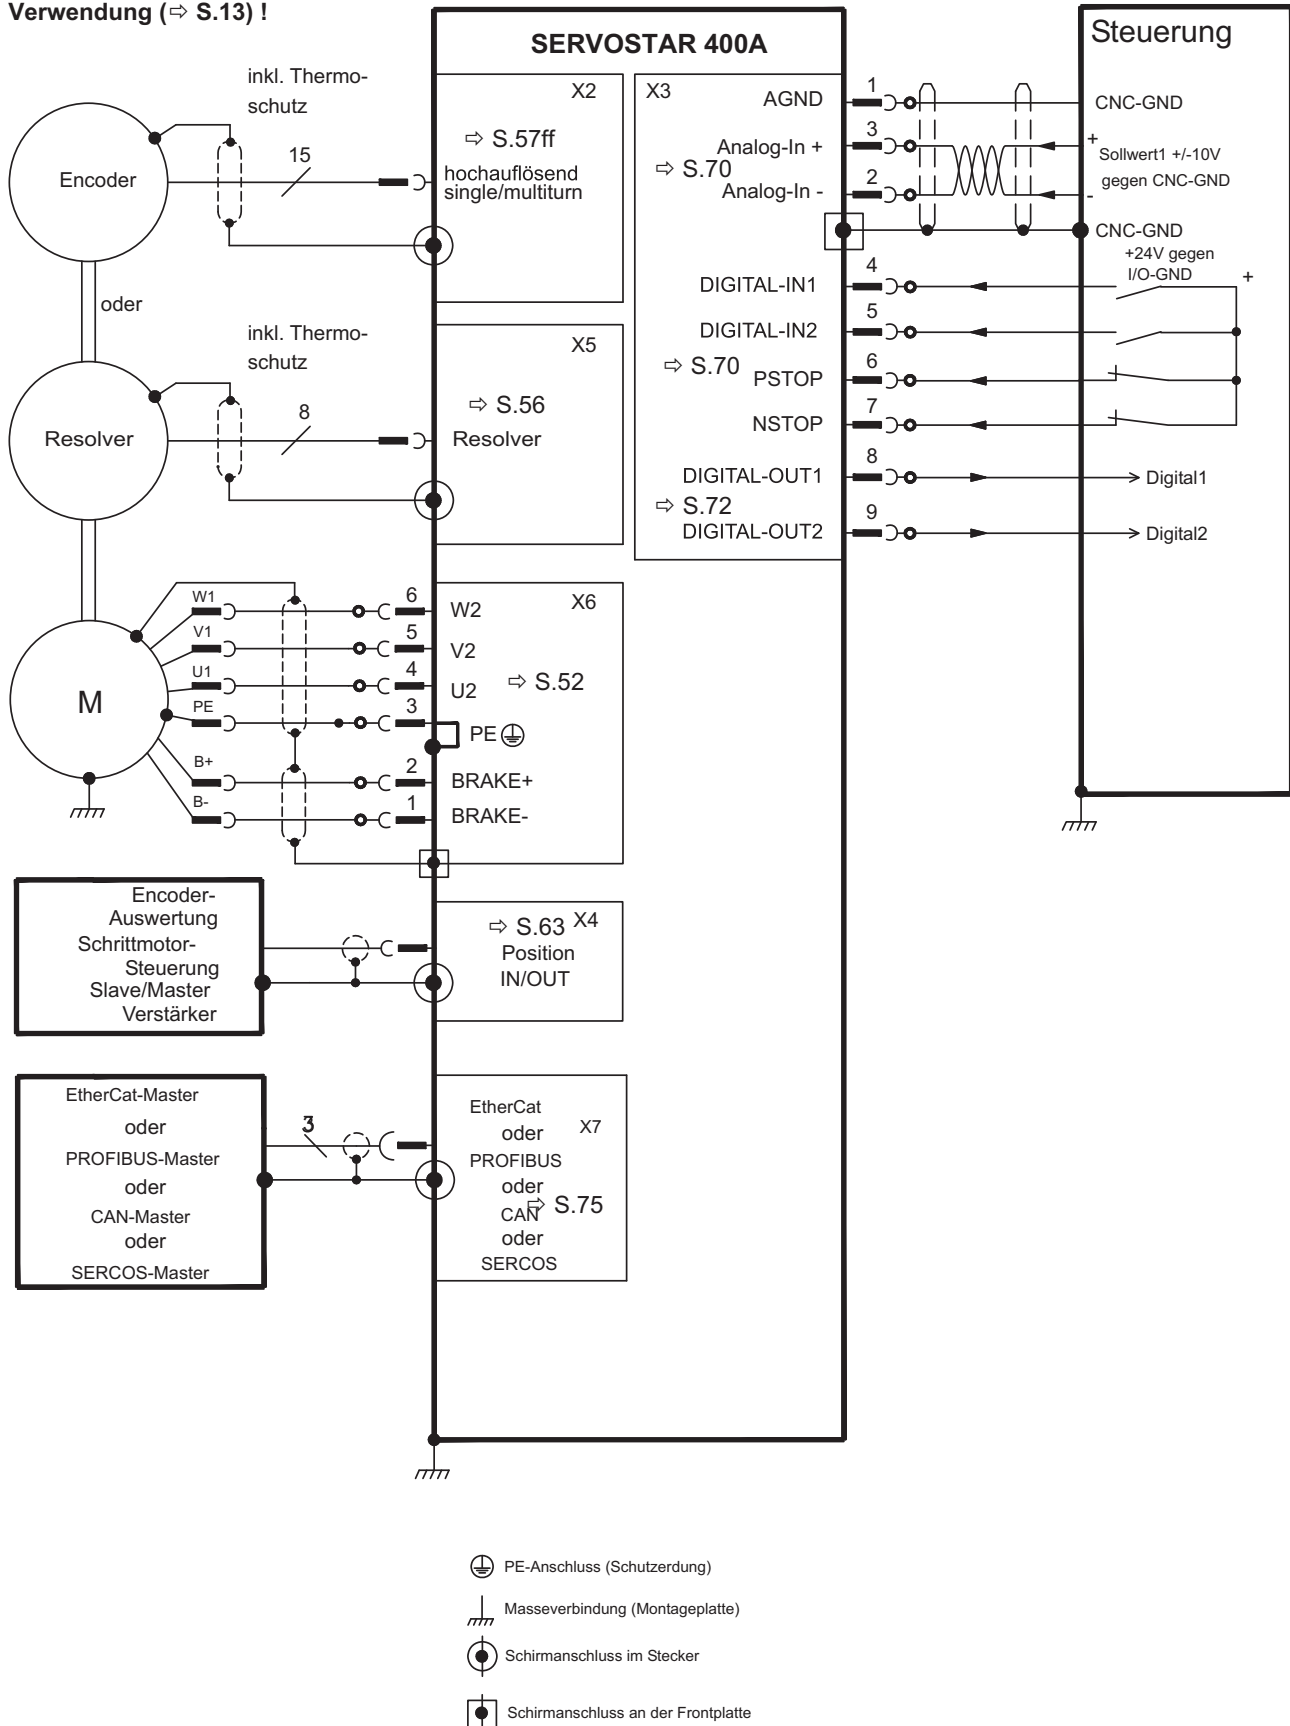 Verwendung (⇨ S.13) !
SERVOSTAR 400A
Steuerung
inkl. Thermo-
schutz
Encoder
15
X2
⇨ S.57ff
hochauflösend
single/multiturn
oder
inkl. Thermo-
schutz
Resolver
8
X5
⇨ S.56
Resolver
X3
AGND
1
CNC-GND
Analog-In +
3
+
⇨ S.70
Sollwert1 +/-10V
gegen CNC-GND
Analog-In -
2
-
CNC-GND
+24V gegen
I/O-GND
+
DIGITAL-IN1
4
DIGITAL-IN2
5
⇨ S.70
PSTOP
6
NSTOP
7
DIGITAL-OUT1
8
Digital1
⇨ S.72
DIGITAL-OUT2
9
Digital2
M
W1
6
W2
X6
V1
5
V2
U1
4
U2
⇨ S.52
PE
3
PE
B+
2
BRAKE+
B-
1
BRAKE-
Encoder-
Auswertung
Schrittmotor-
Steuerung
Slave/Master
Verstärker
⇨ S.63 X4
Position
IN/OUT
EtherCat-Master
oder
PROFIBUS-Master
oder
CAN-Master
oder
SERCOS-Master
3
EtherCat
oder
X7
PROFIBUS
oder
CAN
⇨ S.75
oder
SERCOS
PE-Anschluss (Schutzerdung)
Masseverbindung (Montageplatte)
Schirmanschluss im Stecker
Schirmanschluss an der Frontplatte